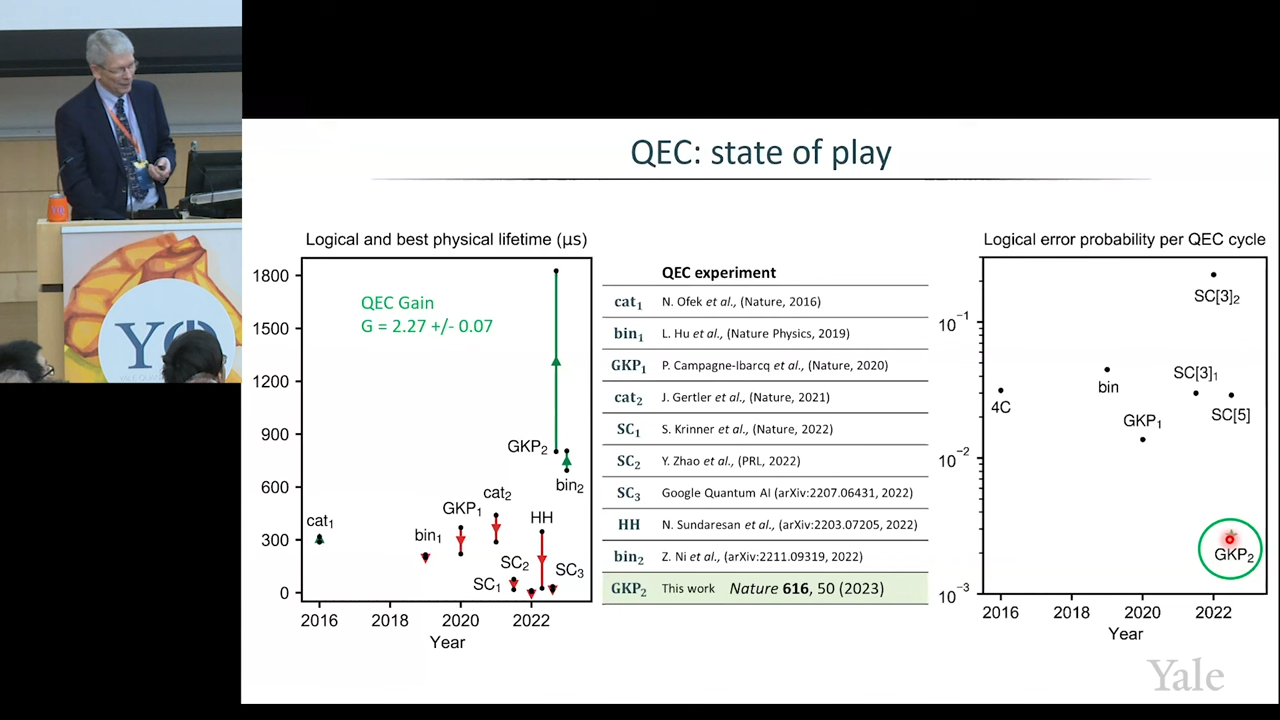 QEC: state of play
Logical and best physical lifetime (µs)
1800
1500
1200
900
600
300
0
QEC Gain
G = 2.27 +/- 0.07
cat₁
bin₁
GKP₁
cat₂
SC₁
SC₂
HH
SC₃
GKP₂
bin₂
2016
2018
2020
2022
Year
QEC experiment
cat₁ N. Ofek et al., (Nature, 2016)
bin₁ L. Hu et al., (Nature Physics, 2019)
GKP₁ P. Campagne-Ibarcq et al., (Nature, 2020)
cat₂ J. Gertler et al., (Nature, 2021)
SC₁ S. Krinner et al., (Nature, 2022)
SC₂ Y. Zhao et al., (PRL, 2022)
SC₃ Google Quantum AI (arXiv:2207.06431, 2022)
HH N. Sundaresan et al., (arXiv:2203.07205, 2022)
bin₂ Z. Ni et al., (arXiv:2211.09319, 2022)
GKP₂ This work Nature 616, 50 (2023)
Logical error probability per QEC cycle
10⁻¹
10⁻²
10⁻³
SC[3]₂
SC[3]₁
bin
4C
SC[5]
GKP₁
GKP₂
2016
2018
2020
2022
Year
Yale